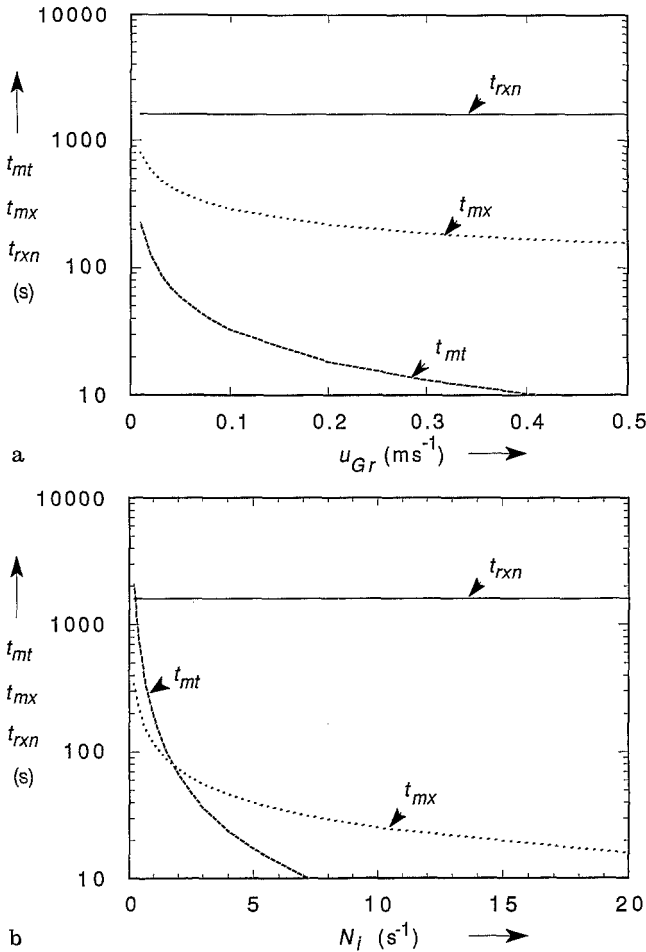 10000
1000
100
10
t_mt
t_mx
t_rxn
(s)
t_rxn
t_mx
t_mt
0 0.1 0.2 0.3 0.4 0.5
a
u_Gr (ms⁻¹)
10000
1000
100
10
t_mt
t_mx
t_rxn
(s)
t_rxn
t_mt
t_mx
0 5 10 15 20
b
N_i (s⁻¹)